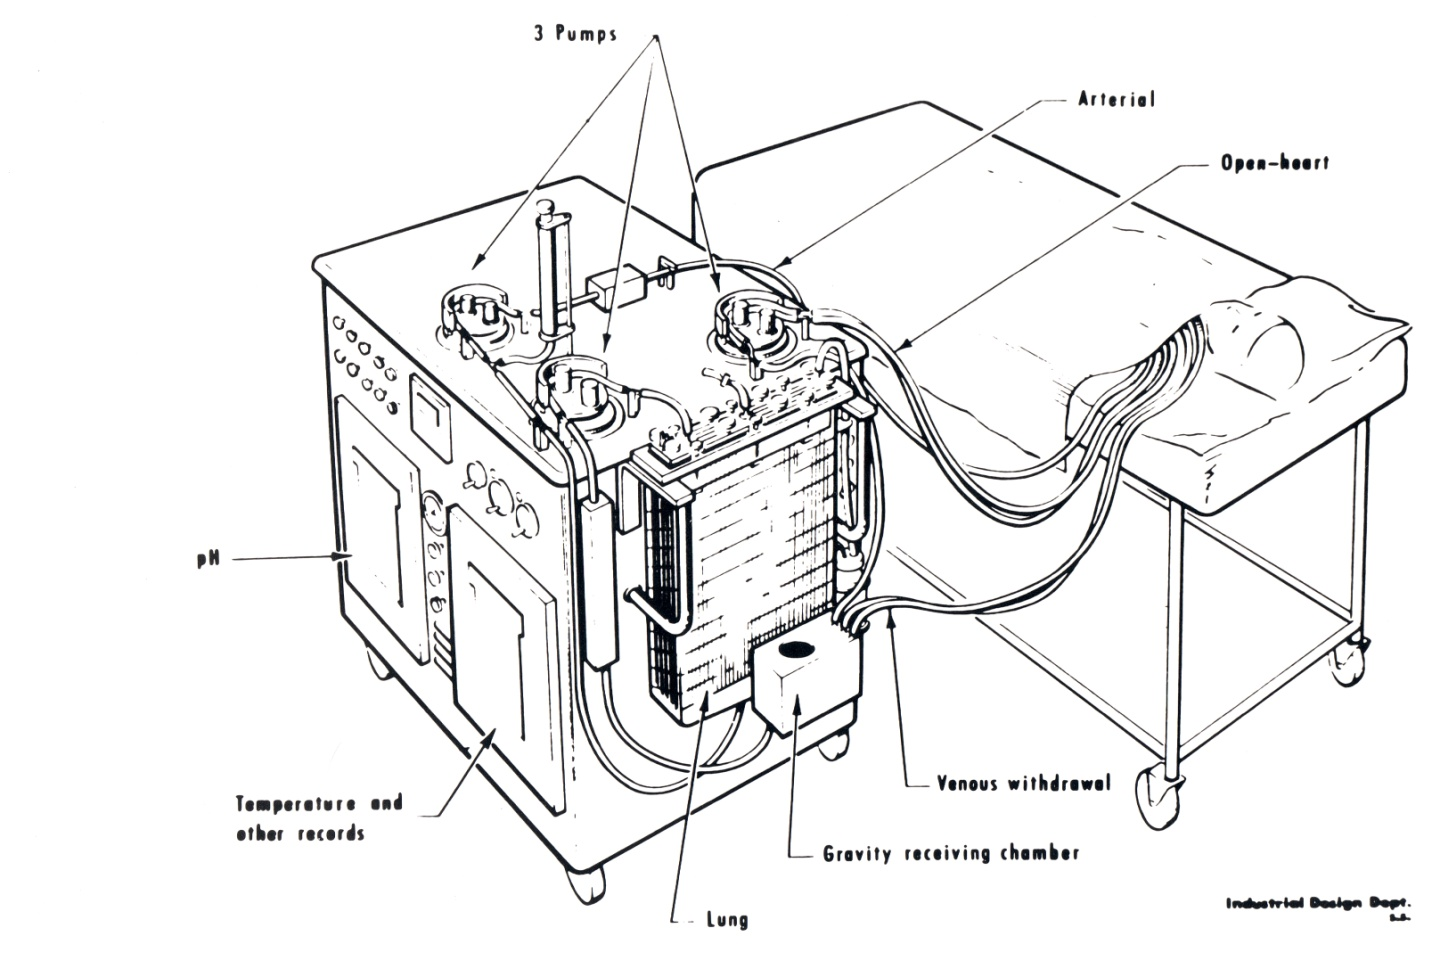 3 Pumps
Arterial
Open-heart
pH
Temperature and
other records
Venous withdrawal
Gravity receiving chamber
Lung
Industrial Design Dept.